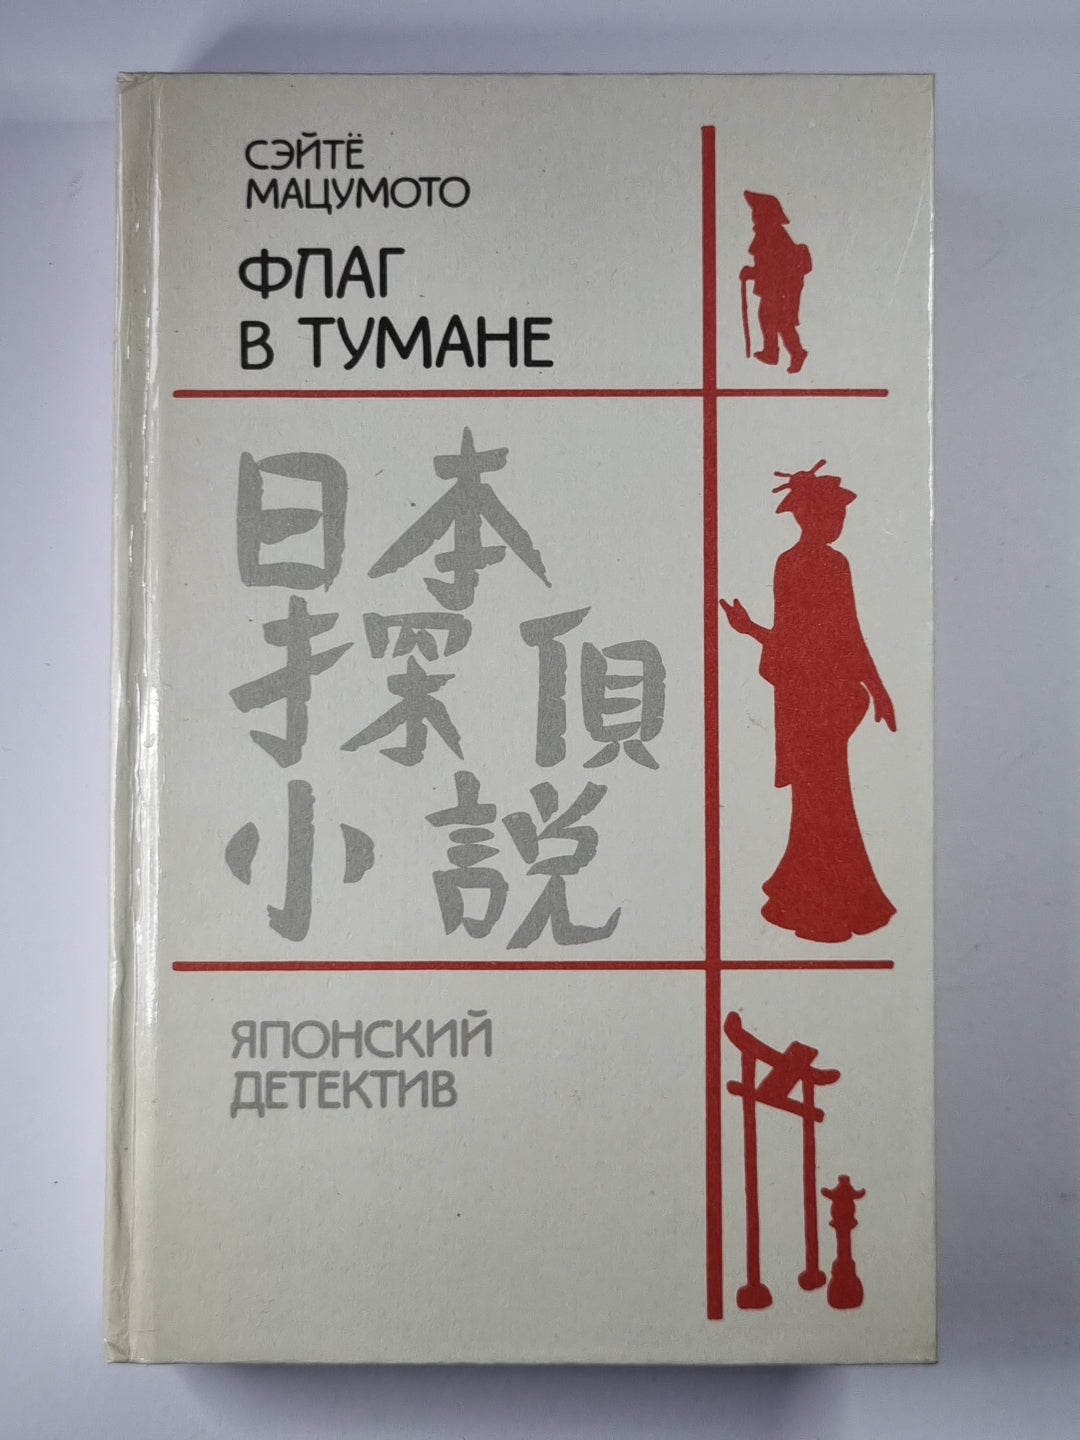 СЭЙТЁ
МАЦУМОТО
ФЛАГ
В ТУМАНЕ
日本
探偵
小説
ЯПОНСКИЙ
ДЕТЕКТИВ